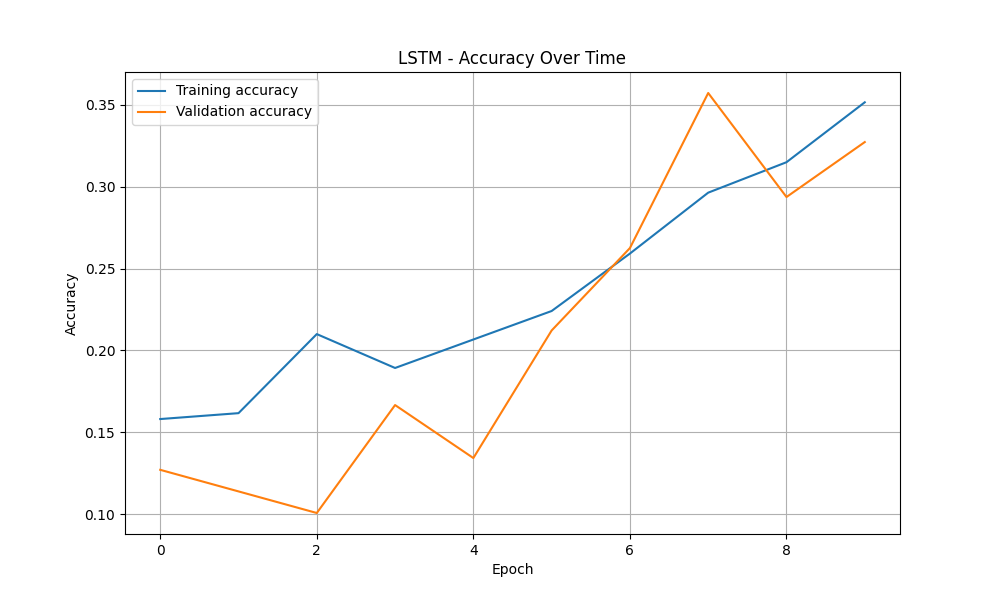 LSTM - Accuracy Over Time
Training accuracy
Validation accuracy
0.35
0.30
0.25
0.20
0.15
0.10
Accuracy
0 2 4 6 8
Epoch